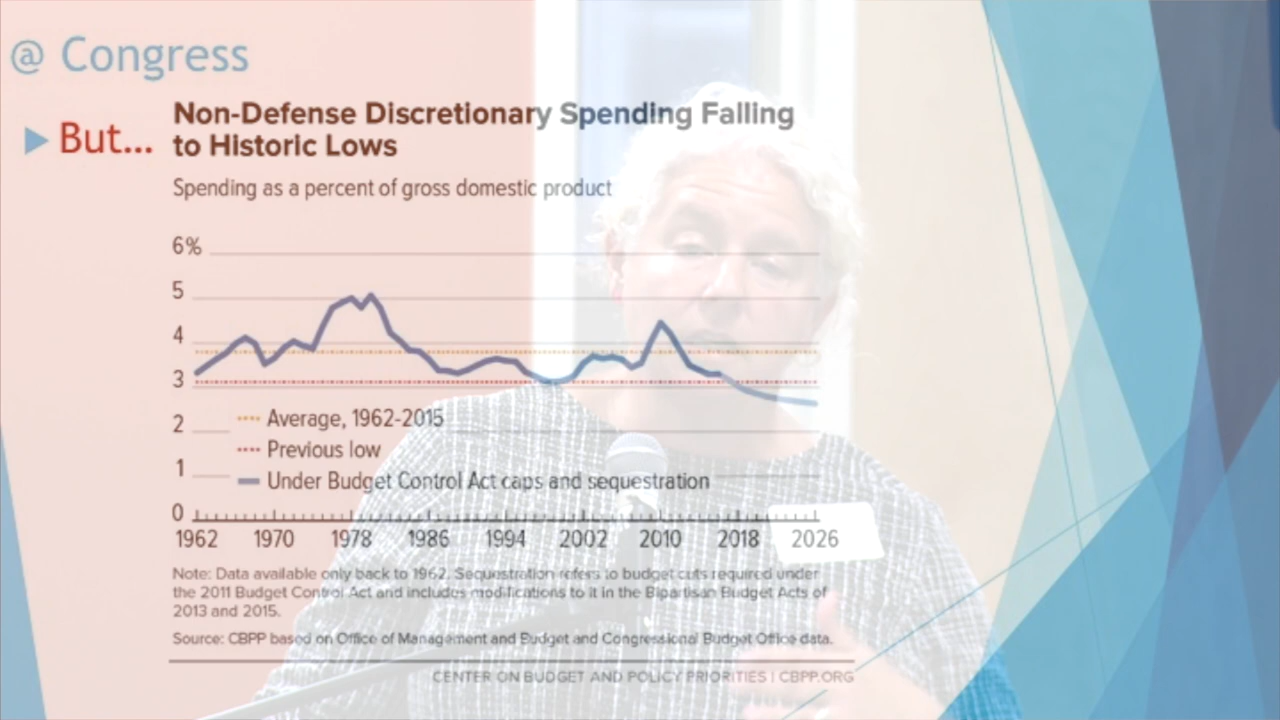 @ Congress
But...
Non-Defense Discretionary Spending Falling
to Historic Lows
Spending as a percent of gross domestic product
6%
5
4
3
2
1
0
Average, 1962-2015
Previous low
Under Budget Control Act caps and sequestration
1962 1970 1978 1986 1994 2002 2010 2018 2026
Note: Data available only back to 1962. Sequestration refers to budget cuts required under
the 2011 Budget Control Act and includes modifications to it in the Bipartisan Budget Acts of
2013 and 2015.
Source: CBPP based on Office of Management and Budget and Congressional Budget Office data.
CENTER ON BUDGET AND POLICY PRIORITIES | CBPP.ORG